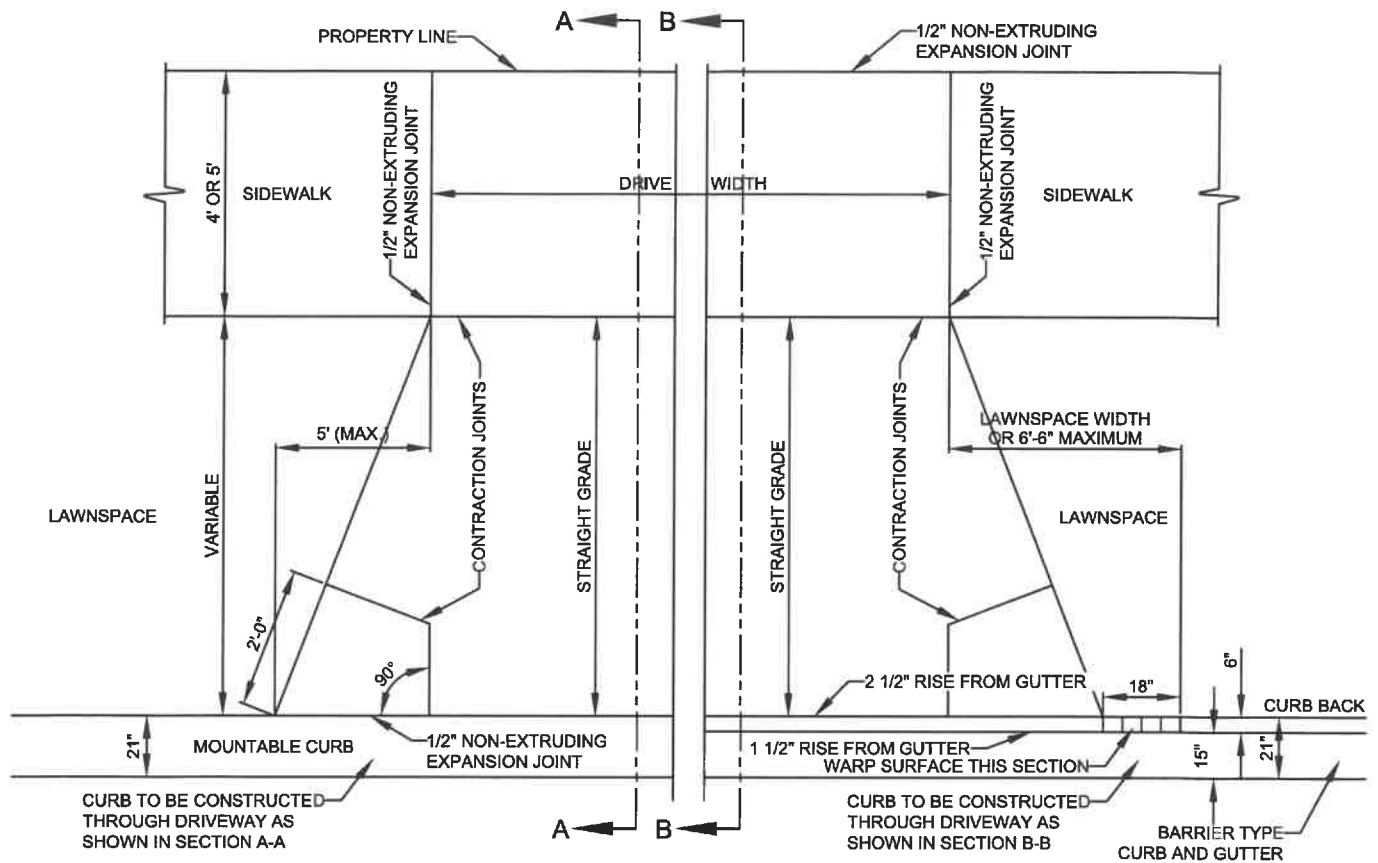 A
B
PROPERTY LINE
1/2" NON-EXTRUDING
EXPANSION JOINT
4' OR 5'
SIDEWALK
1/2" NON-EXTRUDING
EXPANSION JOINT
DRIVE WIDTH
1/2" NON-EXTRUDING
EXPANSION JOINT
SIDEWALK
LAWNSPACE
VARIABLE
5' (MAX.)
CONTRACTION JOINTS
STRAIGHT GRADE
STRAIGHT GRADE
CONTRACTION JOINTS
LAWNSPACE WIDTH
OR 6'-6" MAXIMUM
LAWNSPACE
2'-0"
90°
2 1/2" RISE FROM GUTTER
18"
6"
CURB BACK
21"
MOUNTABLE CURB
1/2" NON-EXTRUDING
EXPANSION JOINT
1 1/2" RISE FROM GUTTER
WARP SURFACE THIS SECTION
15"
21"
CURB TO BE CONSTRUCTED
THROUGH DRIVEWAY AS
SHOWN IN SECTION A-A
A
B
CURB TO BE CONSTRUCTED
THROUGH DRIVEWAY AS
SHOWN IN SECTION B-B
BARRIER TYPE
CURB AND GUTTER